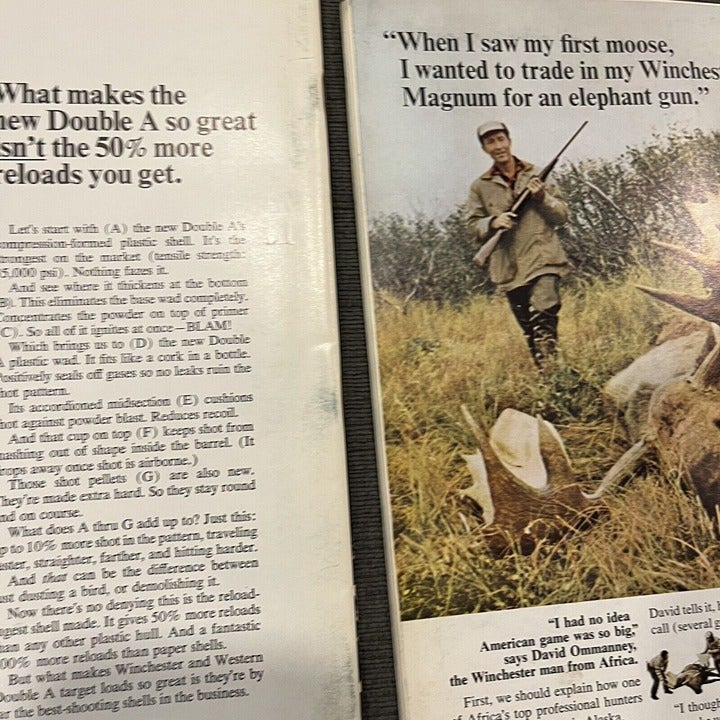 What makes the
new Double A so great
isn't the 50% more
reloads you get.
Let's start with (A) the new Double A's
compression-formed plastic shell. It's the
strongest on the market (tensile strength:
5,000 psi). Nothing fazes it.
And see where it thickens at the bottom
(B). This eliminates the base wad completely.
Concentrates the powder on top of primer
(C). So all of it ignites at once—BLAM!
Which brings us to (D) the new Double
A plastic wad. It fits like a cork in a bottle.
Positively seals off gases so no leaks ruin the
shot pattern.
Its accordioned midsection (E) cushions
shot against powder blast. Reduces recoil.
And that cup on top (F) keeps shot from
mashing out of shape inside the barrel. (It
drops away once shot is airborne.)
Those shot pellets (G) are also new.
They're made extra hard. So they stay round
and on course.
What does A thru G add up to? Just this:
up to 10% more shot in the pattern, traveling
faster, straighter, farther, and hitting harder.
And that can be the difference between
just dusting a bird, or demolishing it.
Now there's no denying this is the reload-
ingest shell made. It gives 50% more reloads
than any other plastic hull. And a fantastic
00% more reloads than paper shells.
But what makes Winchester and Western
Double A target loads so great is they're by
far the best-shooting shells in the business.
“When I saw my first moose,
I wanted to trade in my Winches
Magnum for an elephant gun.”
“I had no idea
American game was so big,”
says David Ommanney,
the Winchester man from Africa.
First, we should explain how one
of Africa's top professional hunters
Alaska
David tells it,
call (several g
“I though